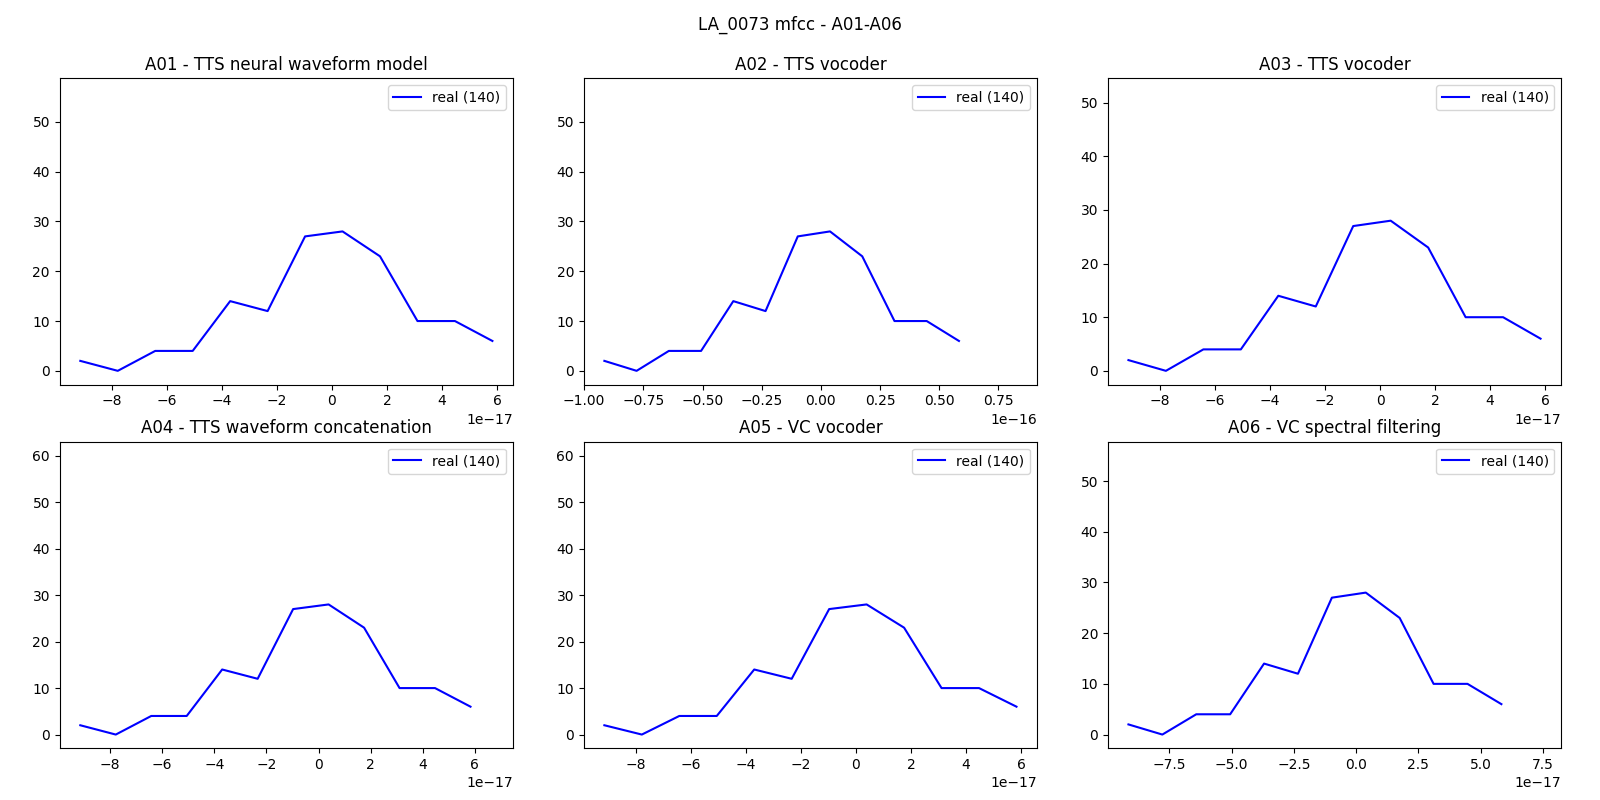 LA_0073 mfcc - A01-A06
A01 - TTS neural waveform model
real (140)
50
40
30
20
10
0
−8 −6 −4 −2 0 2 4 6
1e−17
A02 - TTS vocoder
real (140)
50
40
30
20
10
0
−1.00 −0.75 −0.50 −0.25 0.00 0.25 0.50 0.75
1e−16
A03 - TTS vocoder
real (140)
50
40
30
20
10
0
−8 −6 −4 −2 0 2 4 6
1e−17
A04 - TTS waveform concatenation
real (140)
60
50
40
30
20
10
0
−8 −6 −4 −2 0 2 4 6
1e−17
A05 - VC vocoder
real (140)
60
50
40
30
20
10
0
−8 −6 −4 −2 0 2 4 6
1e−17
A06 - VC spectral filtering
real (140)
50
40
30
20
10
0
−7.5 −5.0 −2.5 0.0 2.5 5.0 7.5
1e−17